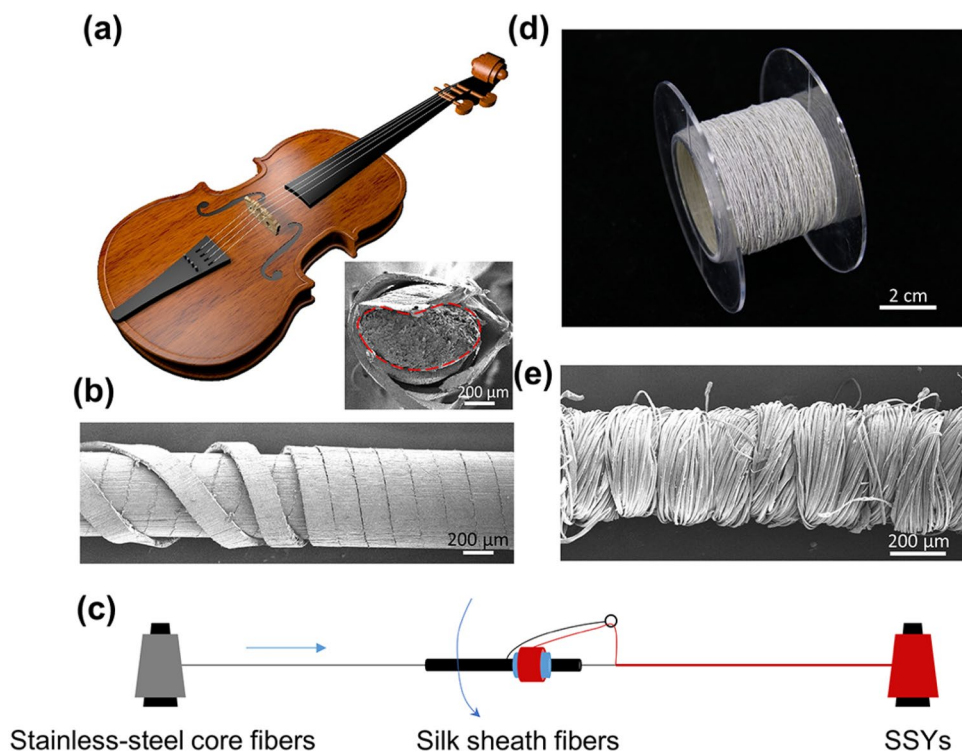 (a)
(d)
2 cm
200 μm
(b)
200 μm
(e)
200 μm
(c)
Stainless-steel core fibers
Silk sheath fibers
SSYs